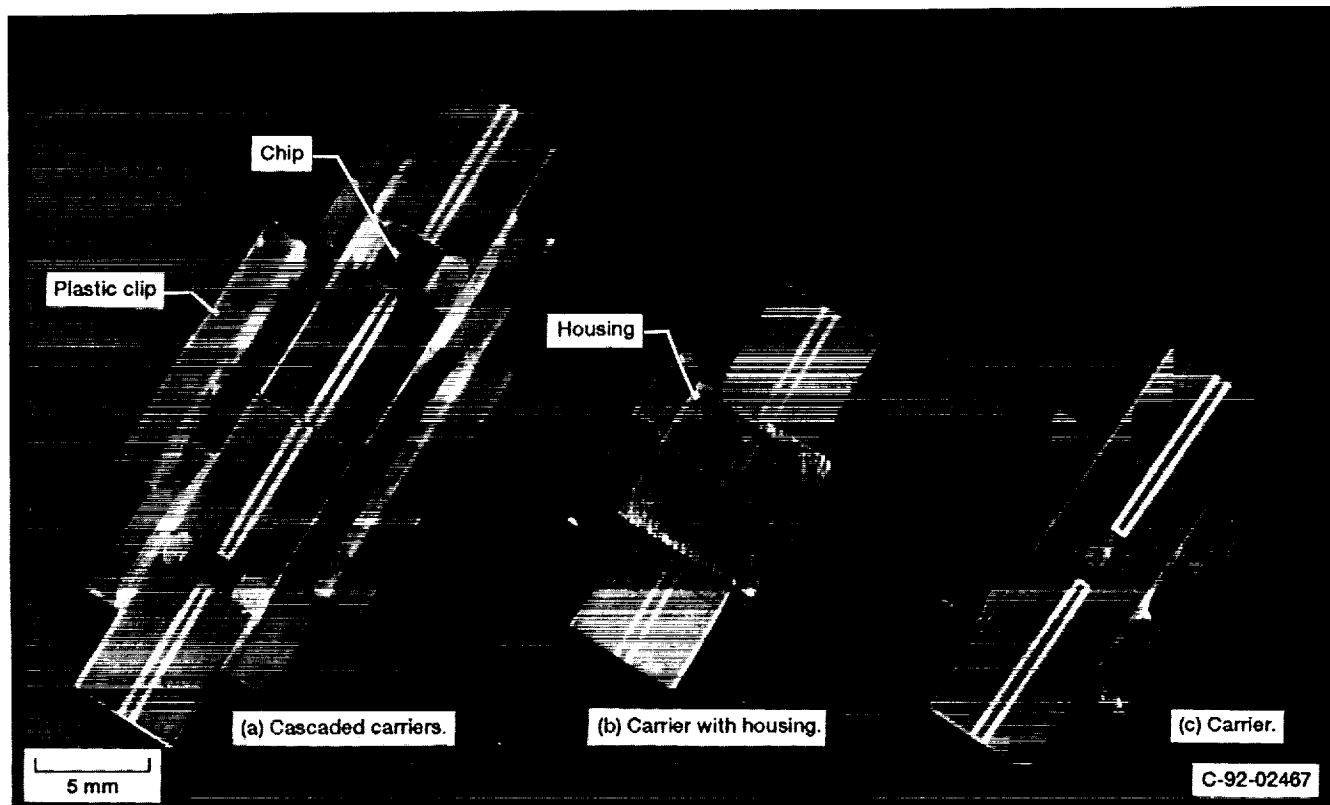 Chip
Plastic clip
Housing
(a) Cascaded carriers.
(b) Carrier with housing.
(c) Carrier.
5 mm
C-92-02467